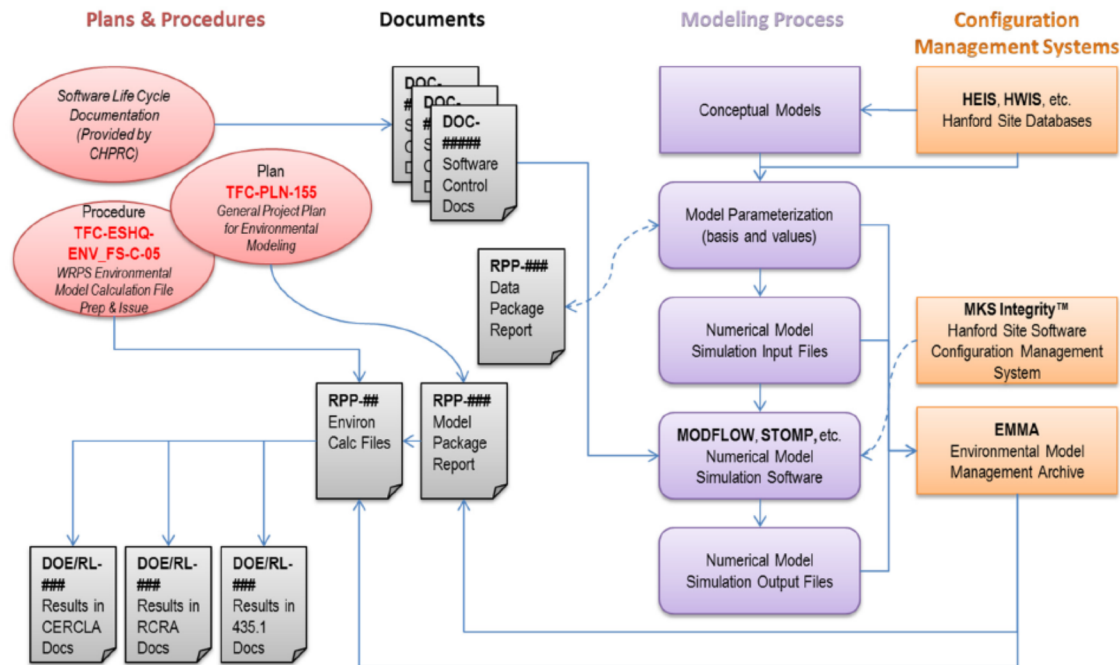 Plans & Procedures
Documents
Modeling Process
Configuration
Management Systems
Software Life Cycle
Documentation
(Provided by
CHPRC)
Plan
TFC-PLN-155
General Project Plan
for Environmental
Modeling
Procedure
TFC-ESHQ-
ENV_FS-C-05
WRPS Environmental
Model Calculation File
Prep & Issue
DOC-
#
S
C
D
DOC-
#
S
C
D
DOC-
#####
Software
Control
Docs
RPP-###
Data
Package
Report
RPP-##
Environ
Calc Files
RPP-###
Model
Package
Report
DOE/RL-
###
Results in
CERCLA
Docs
DOE/RL-
###
Results in
RCRA
Docs
DOE/RL-
###
Results in
435.1
Docs
Conceptual Models
Model Parameterization
(basis and values)
Numerical Model
Simulation Input Files
MODFLOW, STOMP, etc.
Numerical Model
Simulation Software
Numerical Model
Simulation Output Files
HEIS, HWIS, etc.
Hanford Site Databases
MKS Integrity™
Hanford Site Software
Configuration Management
System
EMMA
Environmental Model
Management Archive